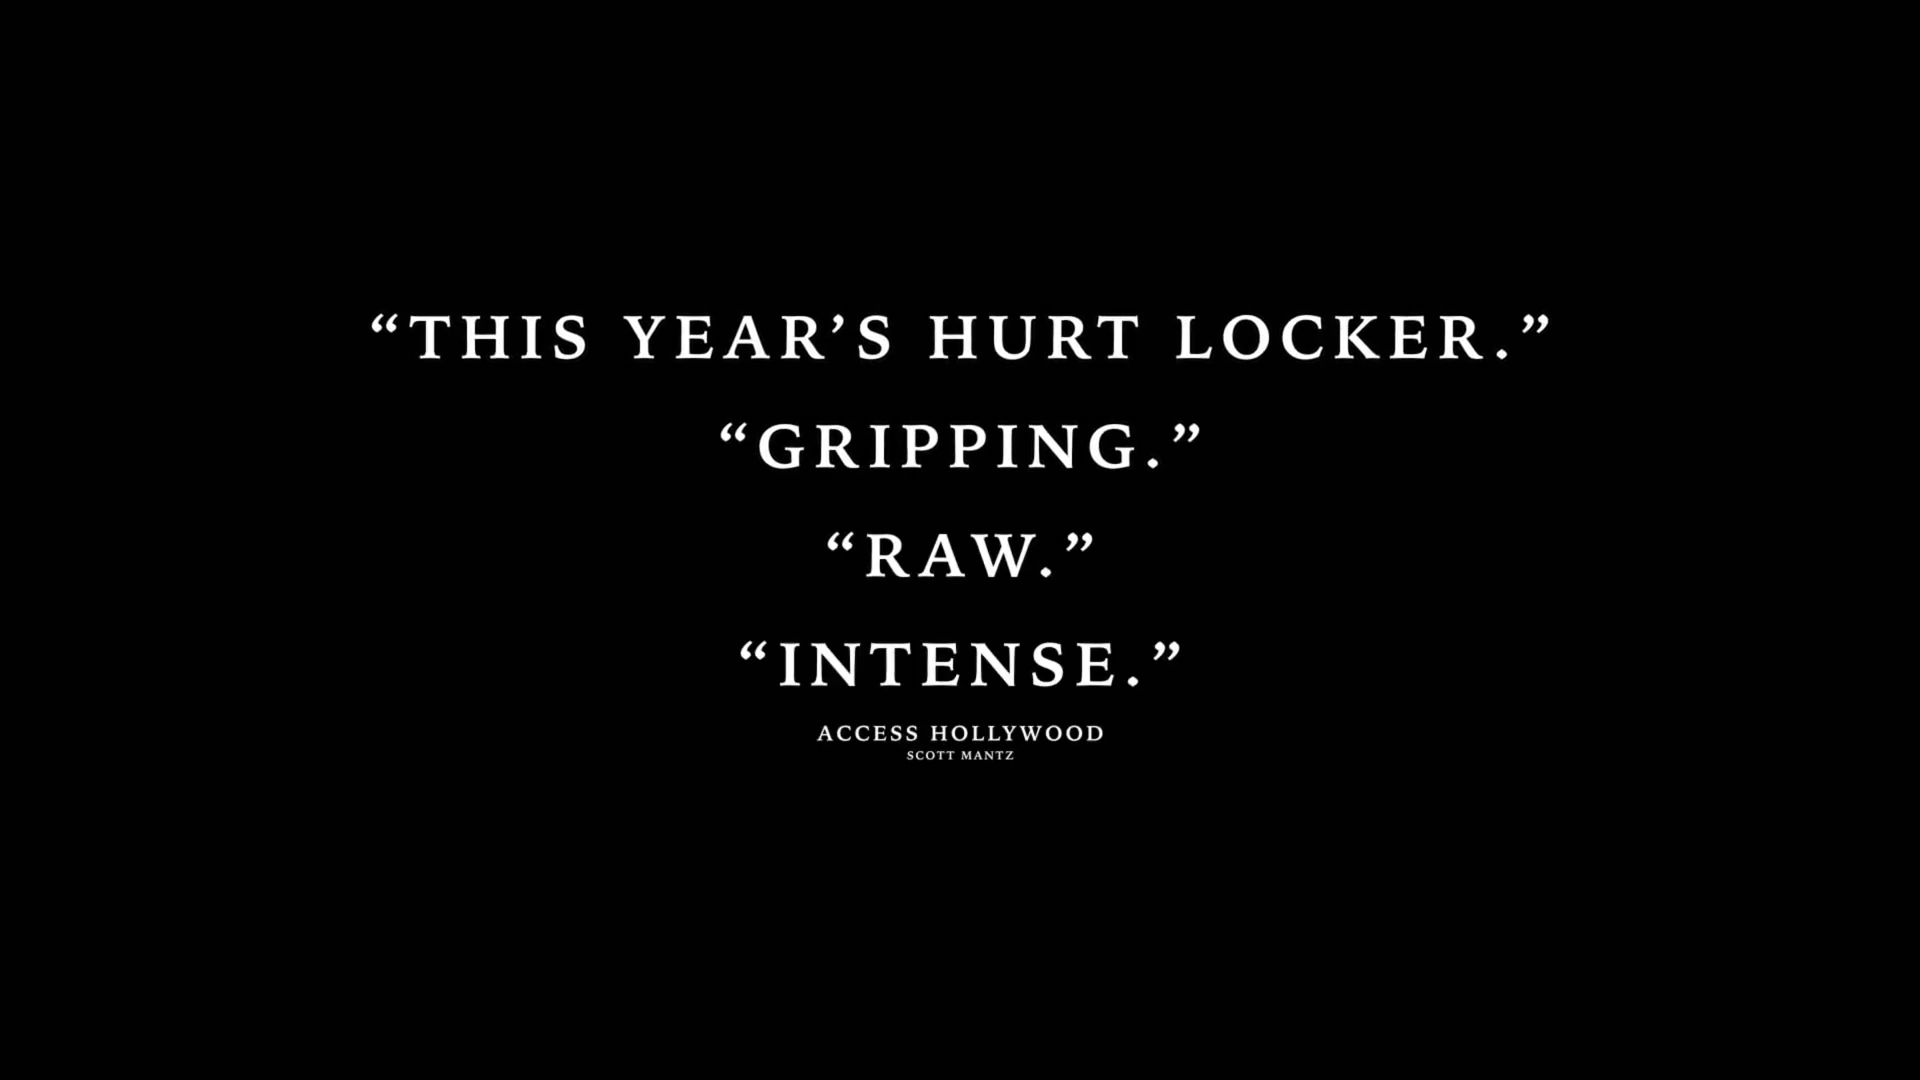 “THIS YEAR’S HURT LOCKER.”
“GRIPPING.”
“RAW.”
“INTENSE.”
ACCESS HOLLYWOOD
SCOTT MANTZ